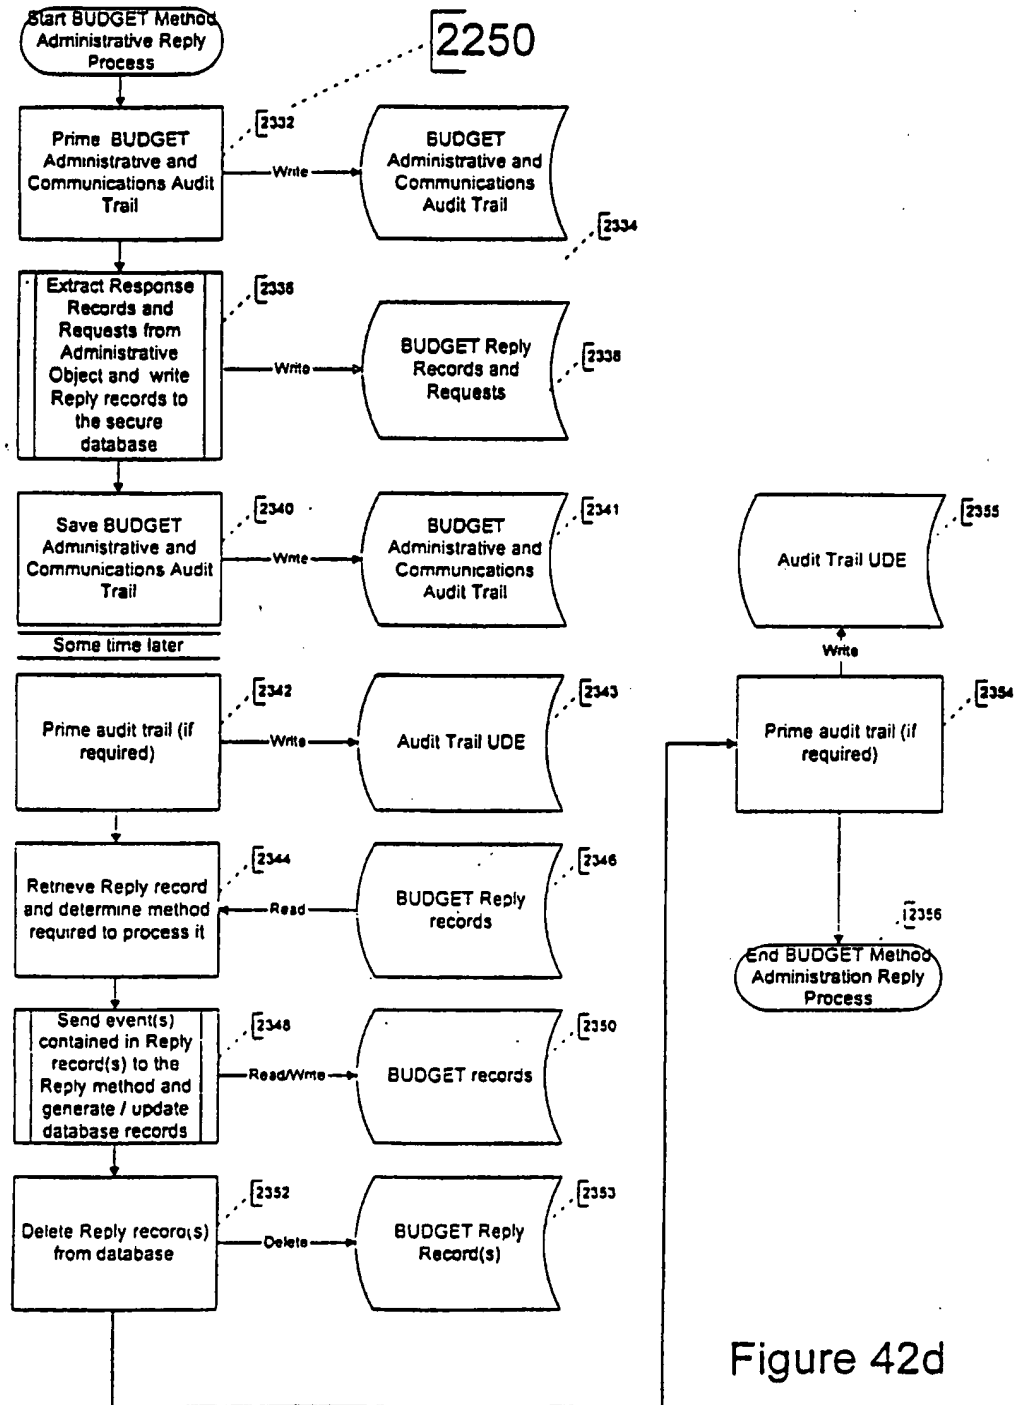 Start BUDGET Method
Administrative Reply
Process
2250
Prime BUDGET
Administrative and
Communications Audit
Trail
2332
Write
BUDGET
Administrative and
Communications
Audit Trail
2334
Extract Response
Records and
Requests from
Administrative
Object and write
Reply records to
the secure
database
2336
Write
BUDGET Reply
Records and
Requests
2338
Save BUDGET
Administrative and
Communications Audit
Trail
2340
Write
BUDGET
Administrative and
Communications
Audit Trail
2341
Some time later
Prime audit trail (if
required)
2342
Write
Audit Trail UDE
2343
Retrieve Reply record
and determine method
required to process it
2344
Read
BUDGET Reply
records
2346
Send event(s)
contained in Reply
record(s) to the
Reply method and
generate / update
database records
2348
Read/Write
BUDGET records
2350
Delete Reply record(s)
from database
2352
Delete
BUDGET Reply
Record(s)
2353
Audit Trail UDE
2355
Write
Prime audit trail (if
required)
2354
2356
End BUDGET Method
Administration Reply
Process
Figure 42d